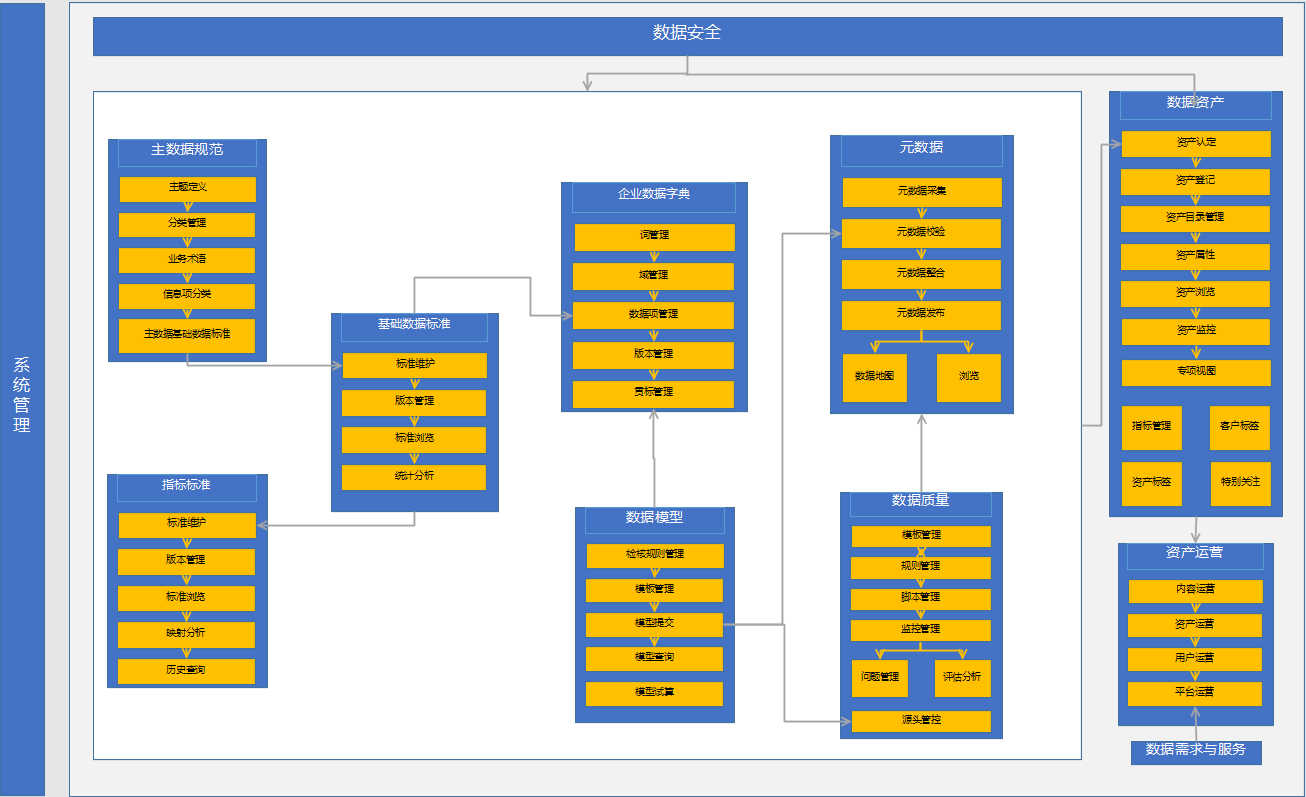 系统管理
数据安全
主数据规范
主题定义
分类管理
业务术语
信息项分类
主数据基础数据标准
指标标准
标准维护
版本管理
标准浏览
映射分析
历史查询
基础数据标准
标准维护
版本管理
标准浏览
统计分析
企业数据字典
词管理
域管理
数据项管理
版本管理
贯标管理
数据模型
检核规则管理
模板管理
模型提交
模型查询
模型试算
元数据
元数据采集
元数据校验
元数据整合
元数据发布
数据地图
浏览
数据质量
模板管理
规则管理
脚本管理
监控管理
问题管理
评估分析
源头管控
数据资产
资产认定
资产登记
资产目录管理
资产属性
资产浏览
资产监控
专项视图
指标管理
客户标签
资产标签
特别关注
资产运营
内容运营
资产运营
用户运营
平台运营
数据需求与服务